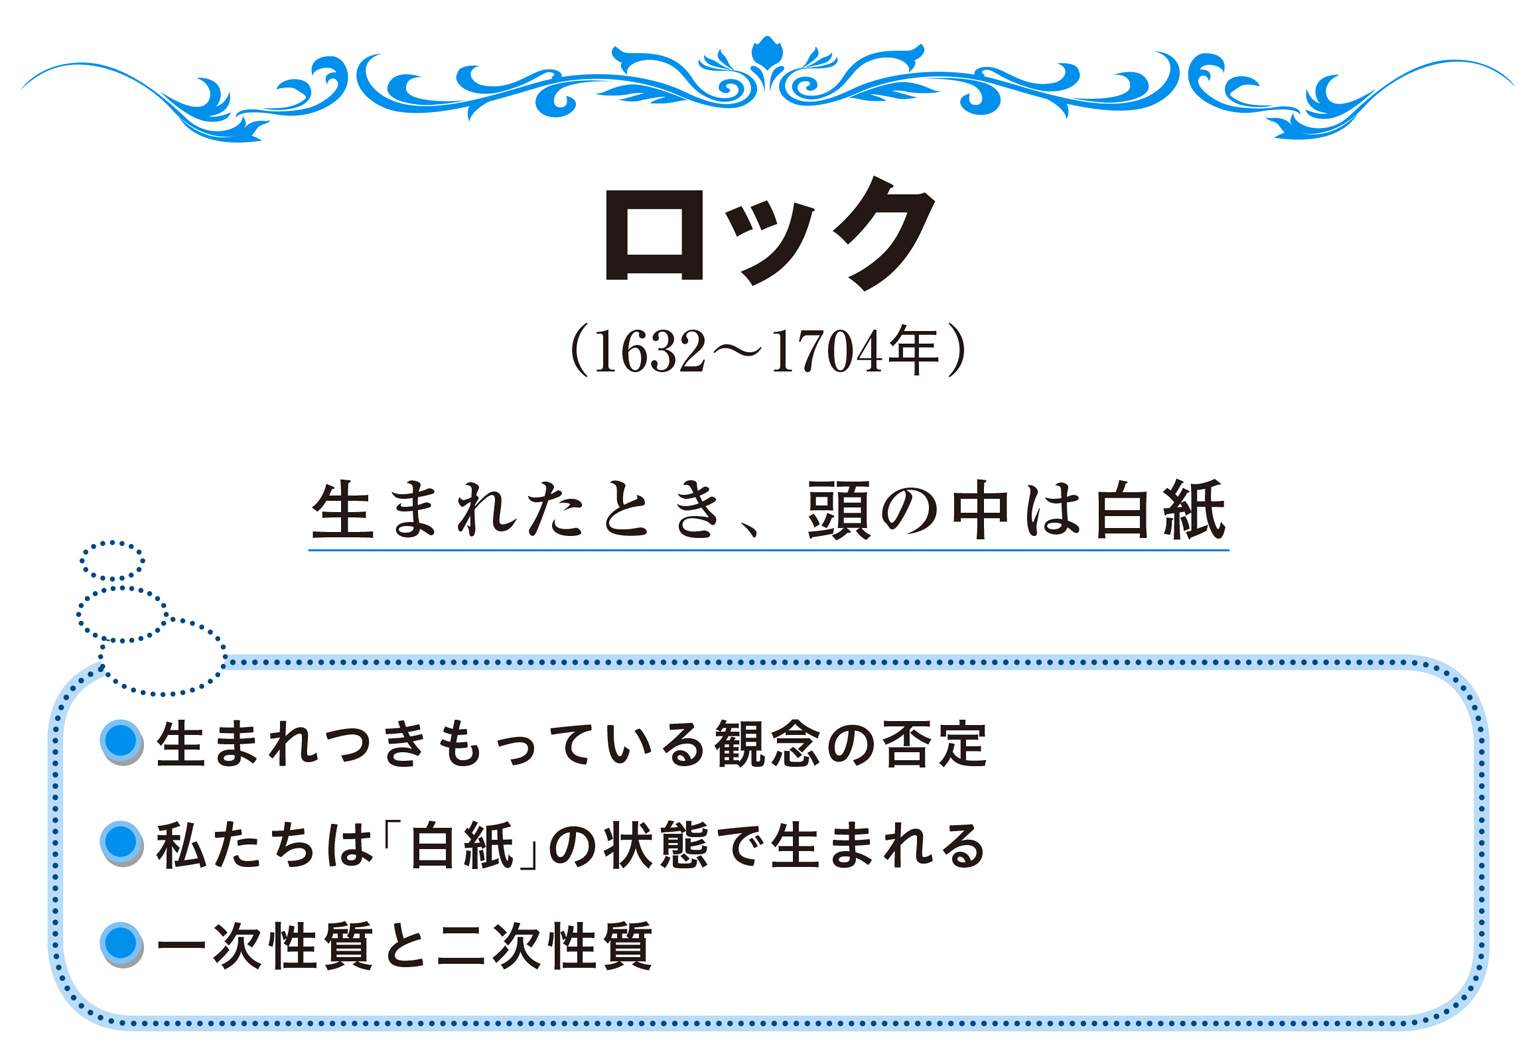 ロック
（1632〜1704年）
生まれたとき、頭の中は白紙
生まれつきもっている観念の否定
私たちは「白紙」の状態で生まれる
一次性質と二次性質